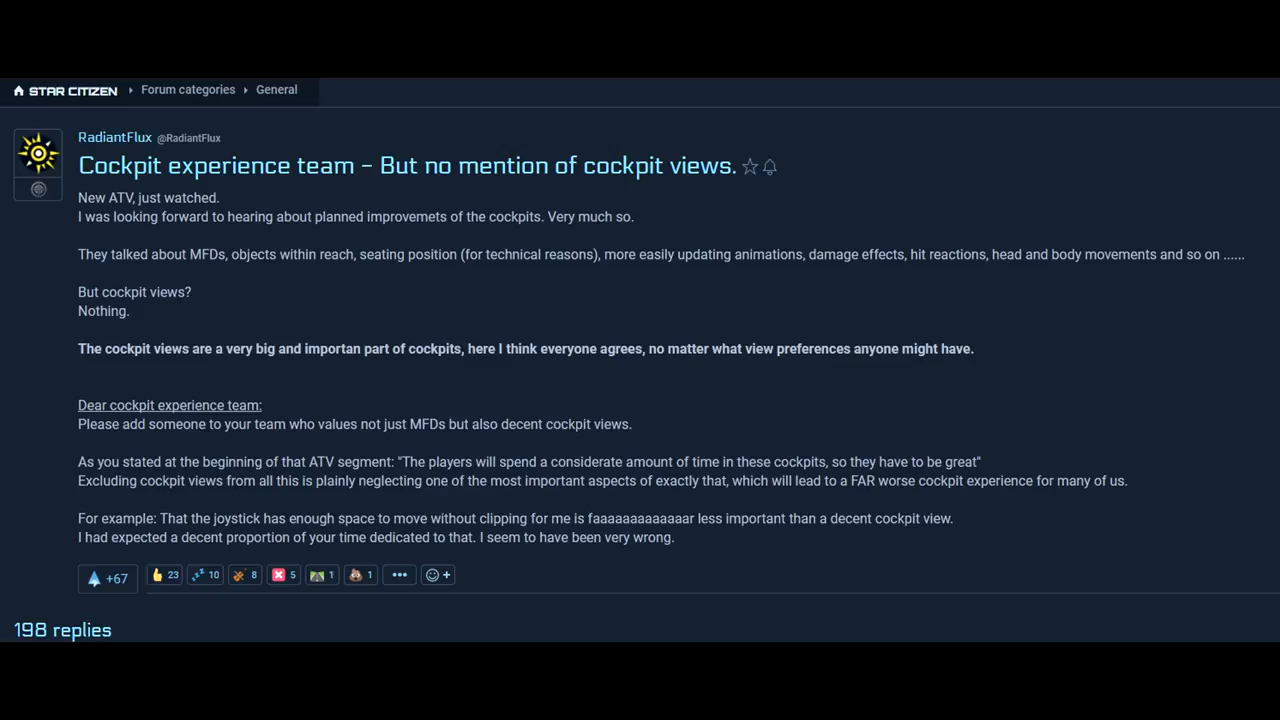 STAR CITIZEN Forum categories General
RadiantFlux @RadiantFlux
Cockpit experience team - But no mention of cockpit views.
New ATV, just watched.
I was looking forward to hearing about planned improvemets of the cockpits. Very much so.
They talked about MFDs, objects within reach, seating position (for technical reasons), more easily updating animations, damage effects, hit reactions, head and body movements and so on ......
But cockpit views?
Nothing.
The cockpit views are a very big and importan part of cockpits, here I think everyone agrees, no matter what view preferences anyone might have.
Dear cockpit experience team:
Please add someone to your team who values not just MFDs but also decent cockpit views.
As you stated at the beginning of that ATV segment: "The players will spend a considerate amount of time in these cockpits, so they have to be great"
Excluding cockpit views from all this is plainly neglecting one of the most important aspects of exactly that, which will lead to a FAR worse cockpit experience for many of us.
For example: That the joystick has enough space to move without clipping for me is faaaaaaaaaaaar less important than a decent cockpit view.
I had expected a decent proportion of your time dedicated to that. I seem to have been very wrong.
+67 23 10 8 5 1 1 ••• +
198 replies